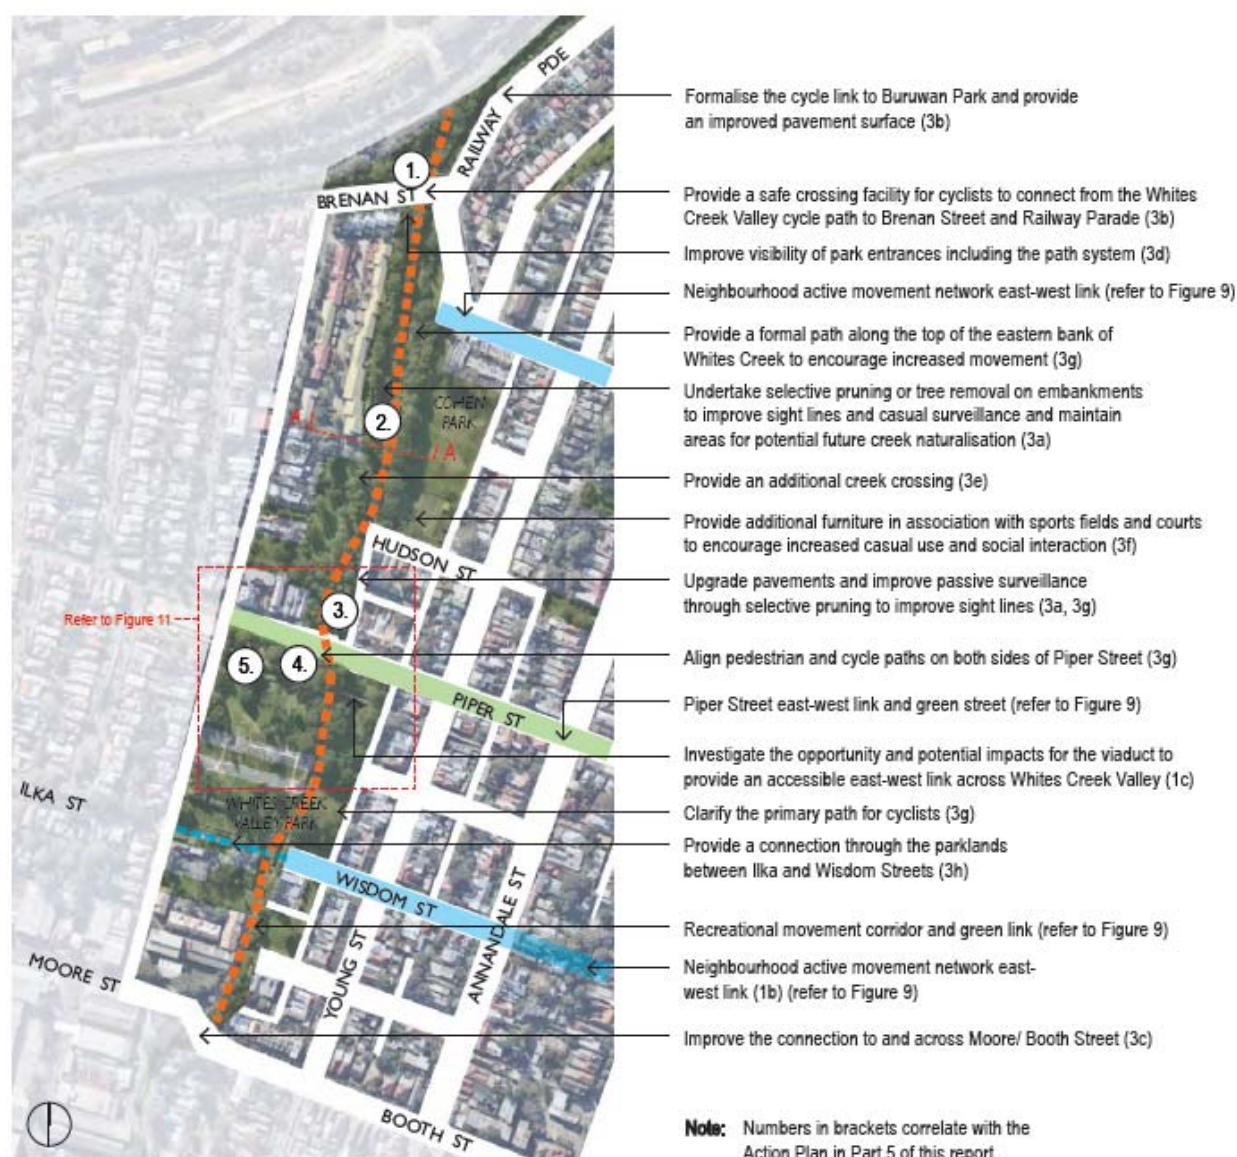 PDE
RAILWAY
Formalise the cycle link to Buruwan Park and provide
an improved pavement surface (3b)
1.
BRENAN ST
Provide a safe crossing facility for cyclists to connect from the Whites
Creek Valley cycle path to Brenan Street and Railway Parade (3b)
Improve visibility of park entrances including the path system (3d)
Neighbourhood active movement network east-west link (refer to Figure 9)
Provide a formal path along the top of the eastern bank of
Whites Creek to encourage increased movement (3g)
Undertake selective pruning or tree removal on embankments
to improve sight lines and casual surveillance and maintain
areas for potential future creek naturalisation (3a)
COHEN
PARK
A
2.
A
Provide an additional creek crossing (3e)
Provide additional furniture in association with sports fields and courts
to encourage increased casual use and social interaction (3f)
HUDSON ST
Upgrade pavements and improve passive surveillance
through selective pruning to improve sight lines (3a, 3g)
Refer to Figure 11
3.
5.
4.
Align pedestrian and cycle paths on both sides of Piper Street (3g)
PIPER ST
Piper Street east-west link and green street (refer to Figure 9)
Investigate the opportunity and potential impacts for the viaduct to
provide an accessible east-west link across Whites Creek Valley (1c)
ILKA ST
WHITES CREEK
VALLEY PARK
Clarify the primary path for cyclists (3g)
Provide a connection through the parklands
between Ilka and Wisdom Streets (3h)
WISDOM ST
ANNANDALE ST
YOUNG ST
Recreational movement corridor and green link (refer to Figure 9)
Neighbourhood active movement network east-
west link (1b) (refer to Figure 9)
MOORE ST
Improve the connection to and across Moore/ Booth Street (3c)
BOOTH ST
Note: Numbers in brackets correlate with the
Action Plan in Part 5 of this report